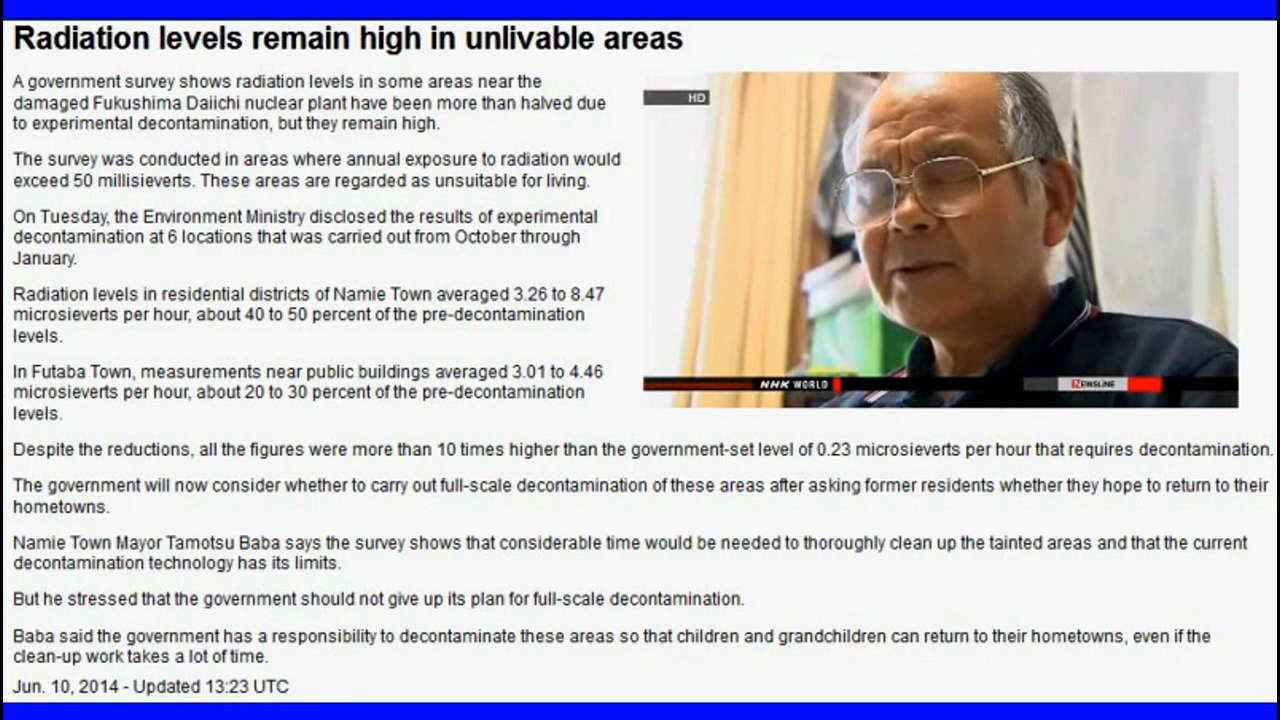 Radiation levels remain high in unlivable areas
A government survey shows radiation levels in some areas near the
damaged Fukushima Daiichi nuclear plant have been more than halved due
to experimental decontamination, but they remain high.
The survey was conducted in areas where annual exposure to radiation would
exceed 50 millisieverts. These areas are regarded as unsuitable for living.
On Tuesday, the Environment Ministry disclosed the results of experimental
decontamination at 6 locations that was carried out from October through
January.
Radiation levels in residential districts of Namie Town averaged 3.26 to 8.47
microsieverts per hour, about 40 to 50 percent of the pre-decontamination
levels.
In Futaba Town, measurements near public buildings averaged 3.01 to 4.46
microsieverts per hour, about 20 to 30 percent of the pre-decontamination
levels.
HD
NHK WORLD
NEWSLINE
Despite the reductions, all the figures were more than 10 times higher than the government-set level of 0.23 microsieverts per hour that requires decontamination.
The government will now consider whether to carry out full-scale decontamination of these areas after asking former residents whether they hope to return to their
hometowns.
Namie Town Mayor Tamotsu Baba says the survey shows that considerable time would be needed to thoroughly clean up the tainted areas and that the current
decontamination technology has its limits.
But he stressed that the government should not give up its plan for full-scale decontamination.
Baba said the government has a responsibility to decontaminate these areas so that children and grandchildren can return to their hometowns, even if the
clean-up work takes a lot of time.
Jun. 10, 2014 - Updated 13:23 UTC